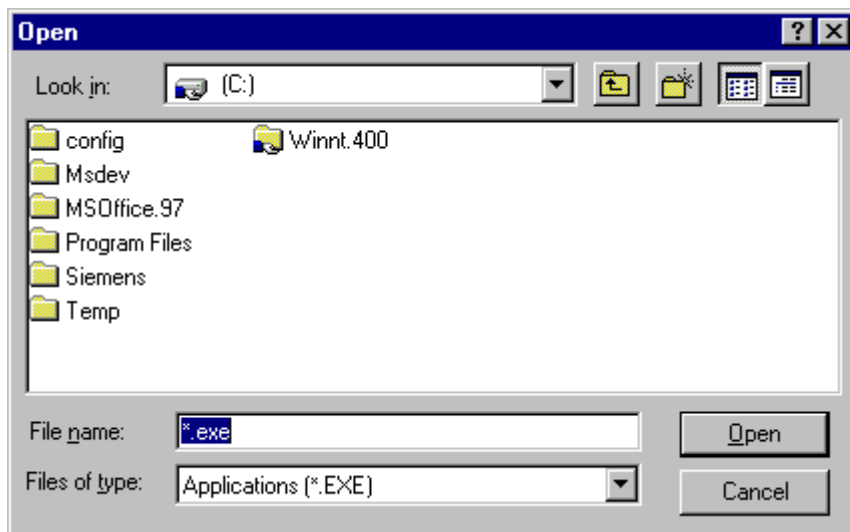 Open
Look in: (C:)
config Winnt.400
Msdev
MSOffice.97
Program Files
Siemens
Temp
File name: *.exe Open
Files of type: Applications (*.EXE) Cancel